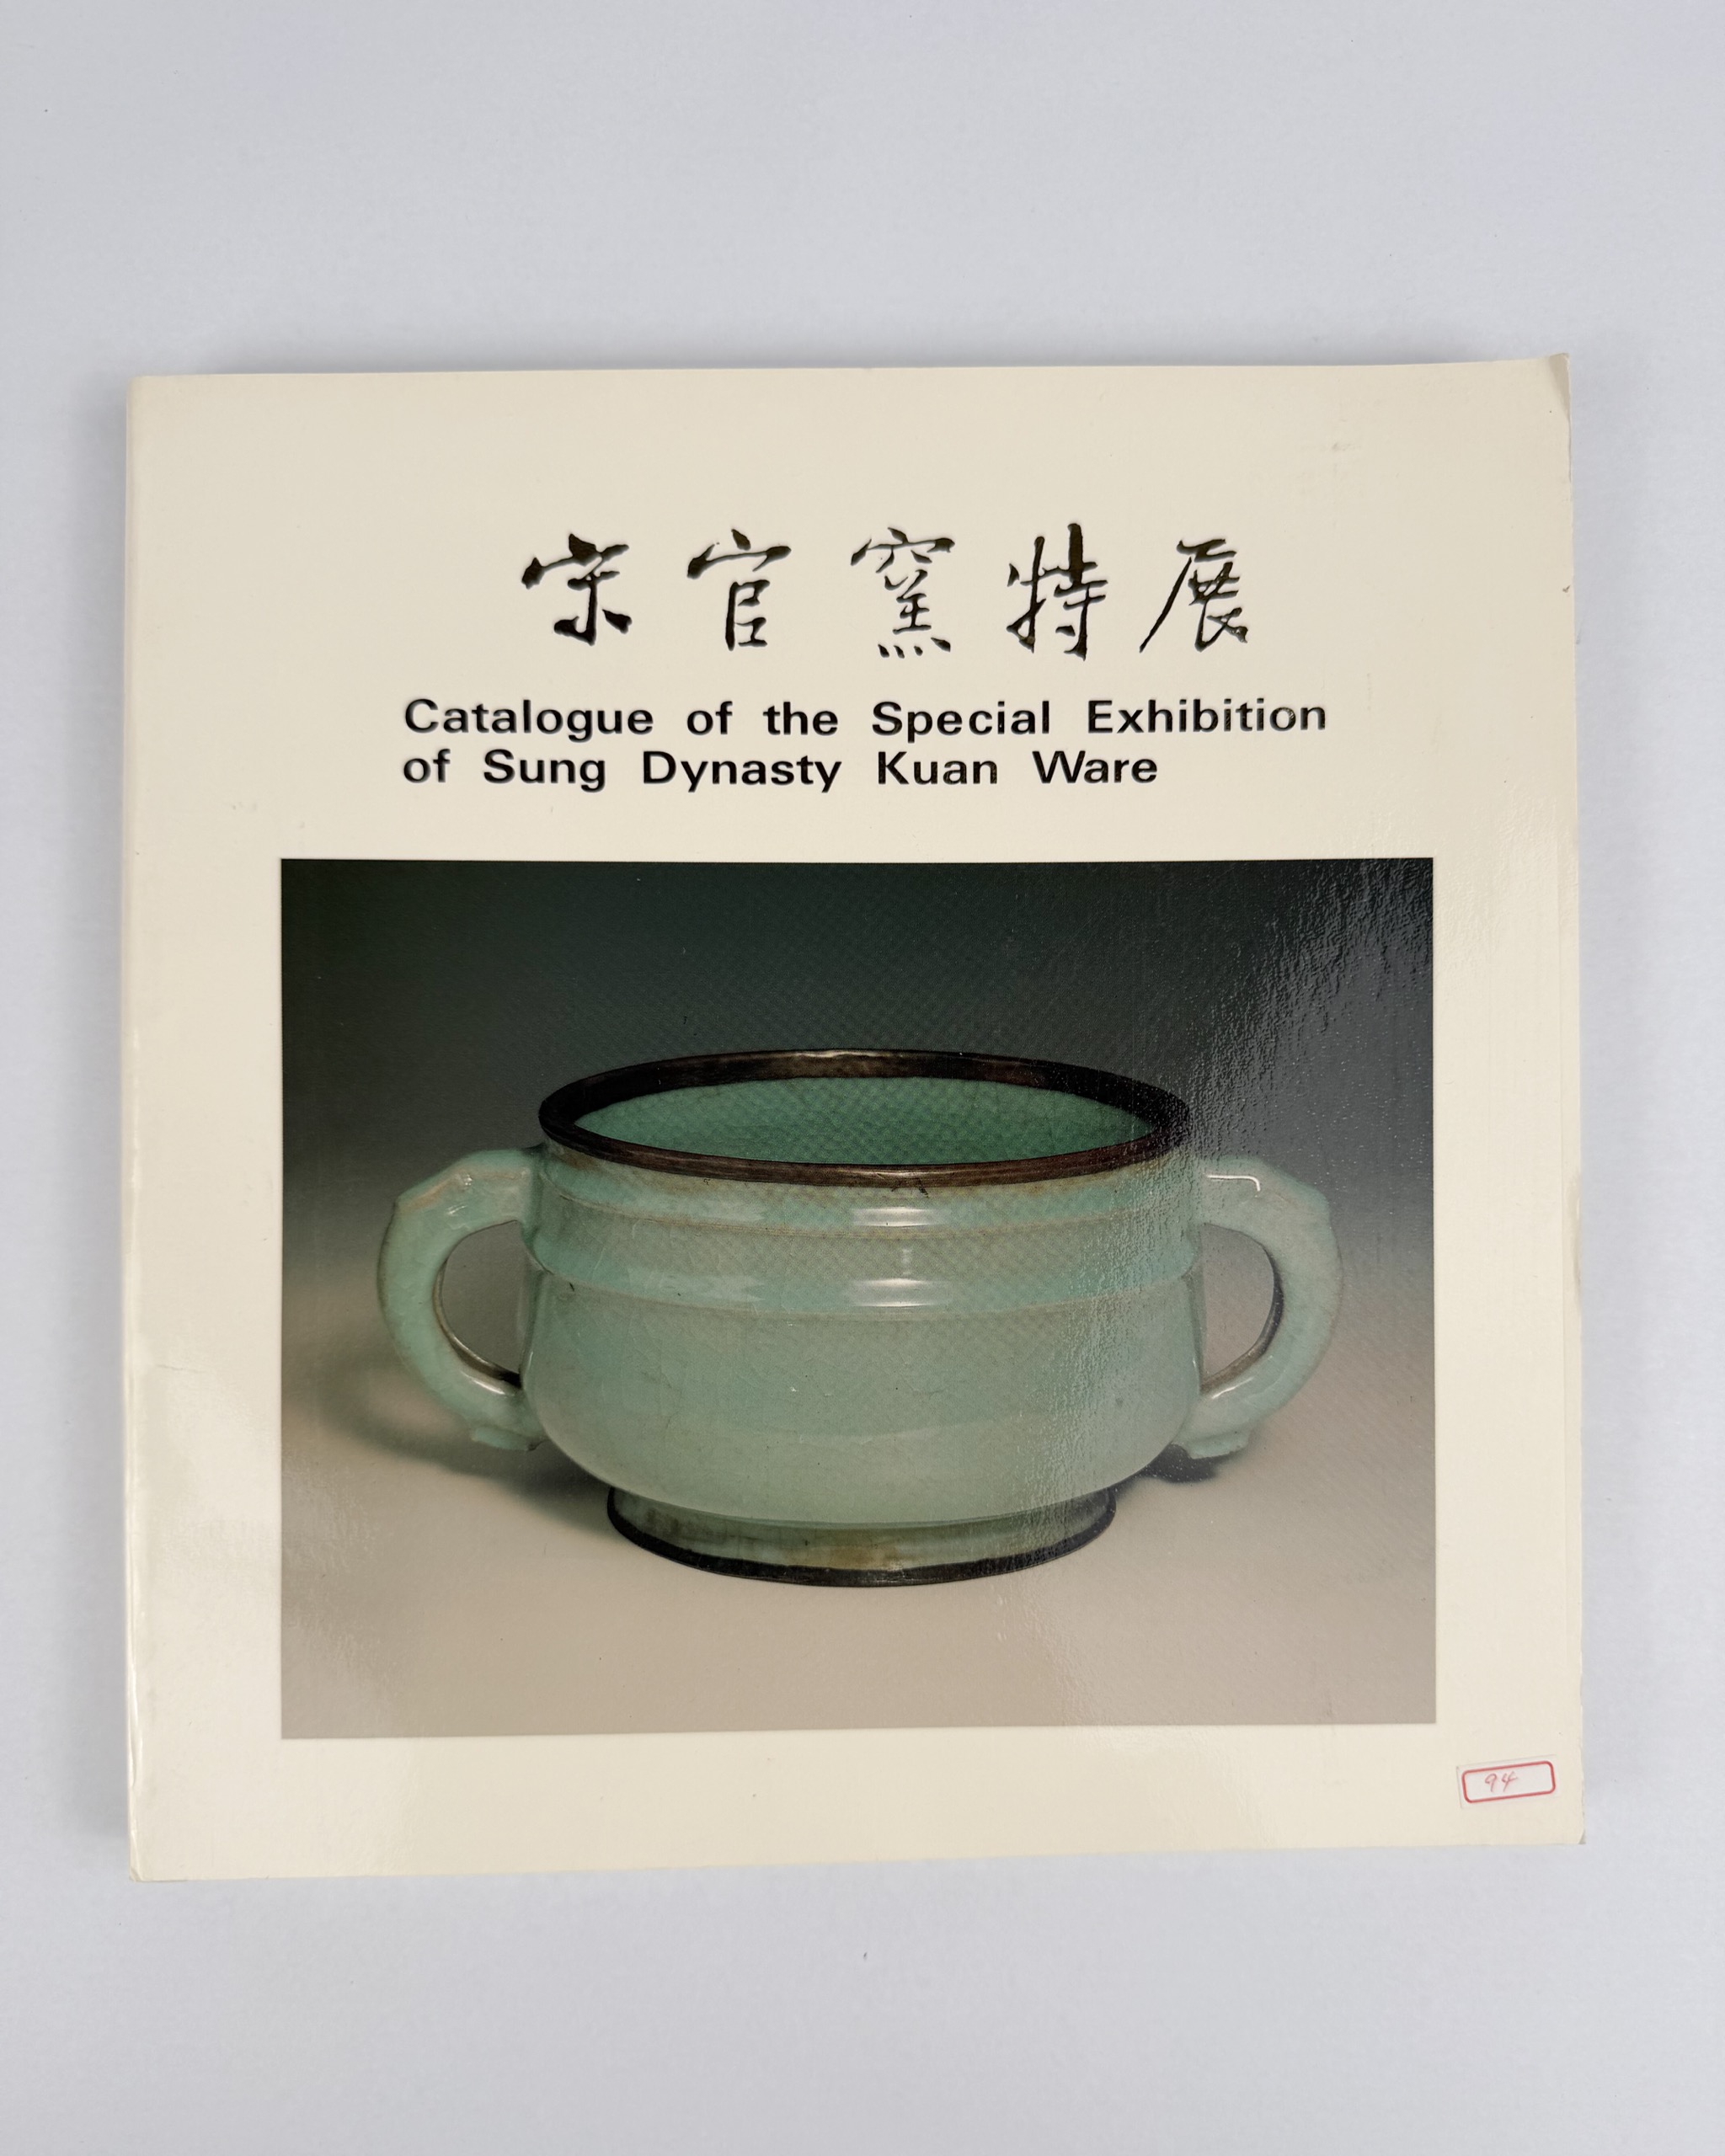 宋官窯特展
Catalogue of the Special Exhibition
of Sung Dynasty Kuan Ware
94